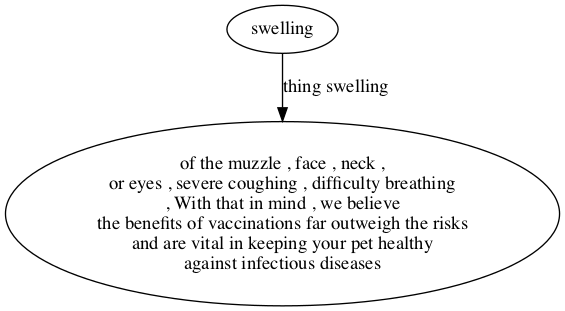 swelling
thing swelling
of the muzzle , face , neck ,
or eyes , severe coughing , difficulty breathing
, With that in mind , we believe
the benefits of vaccinations far outweigh the risks
and are vital in keeping your pet healthy
against infectious diseases